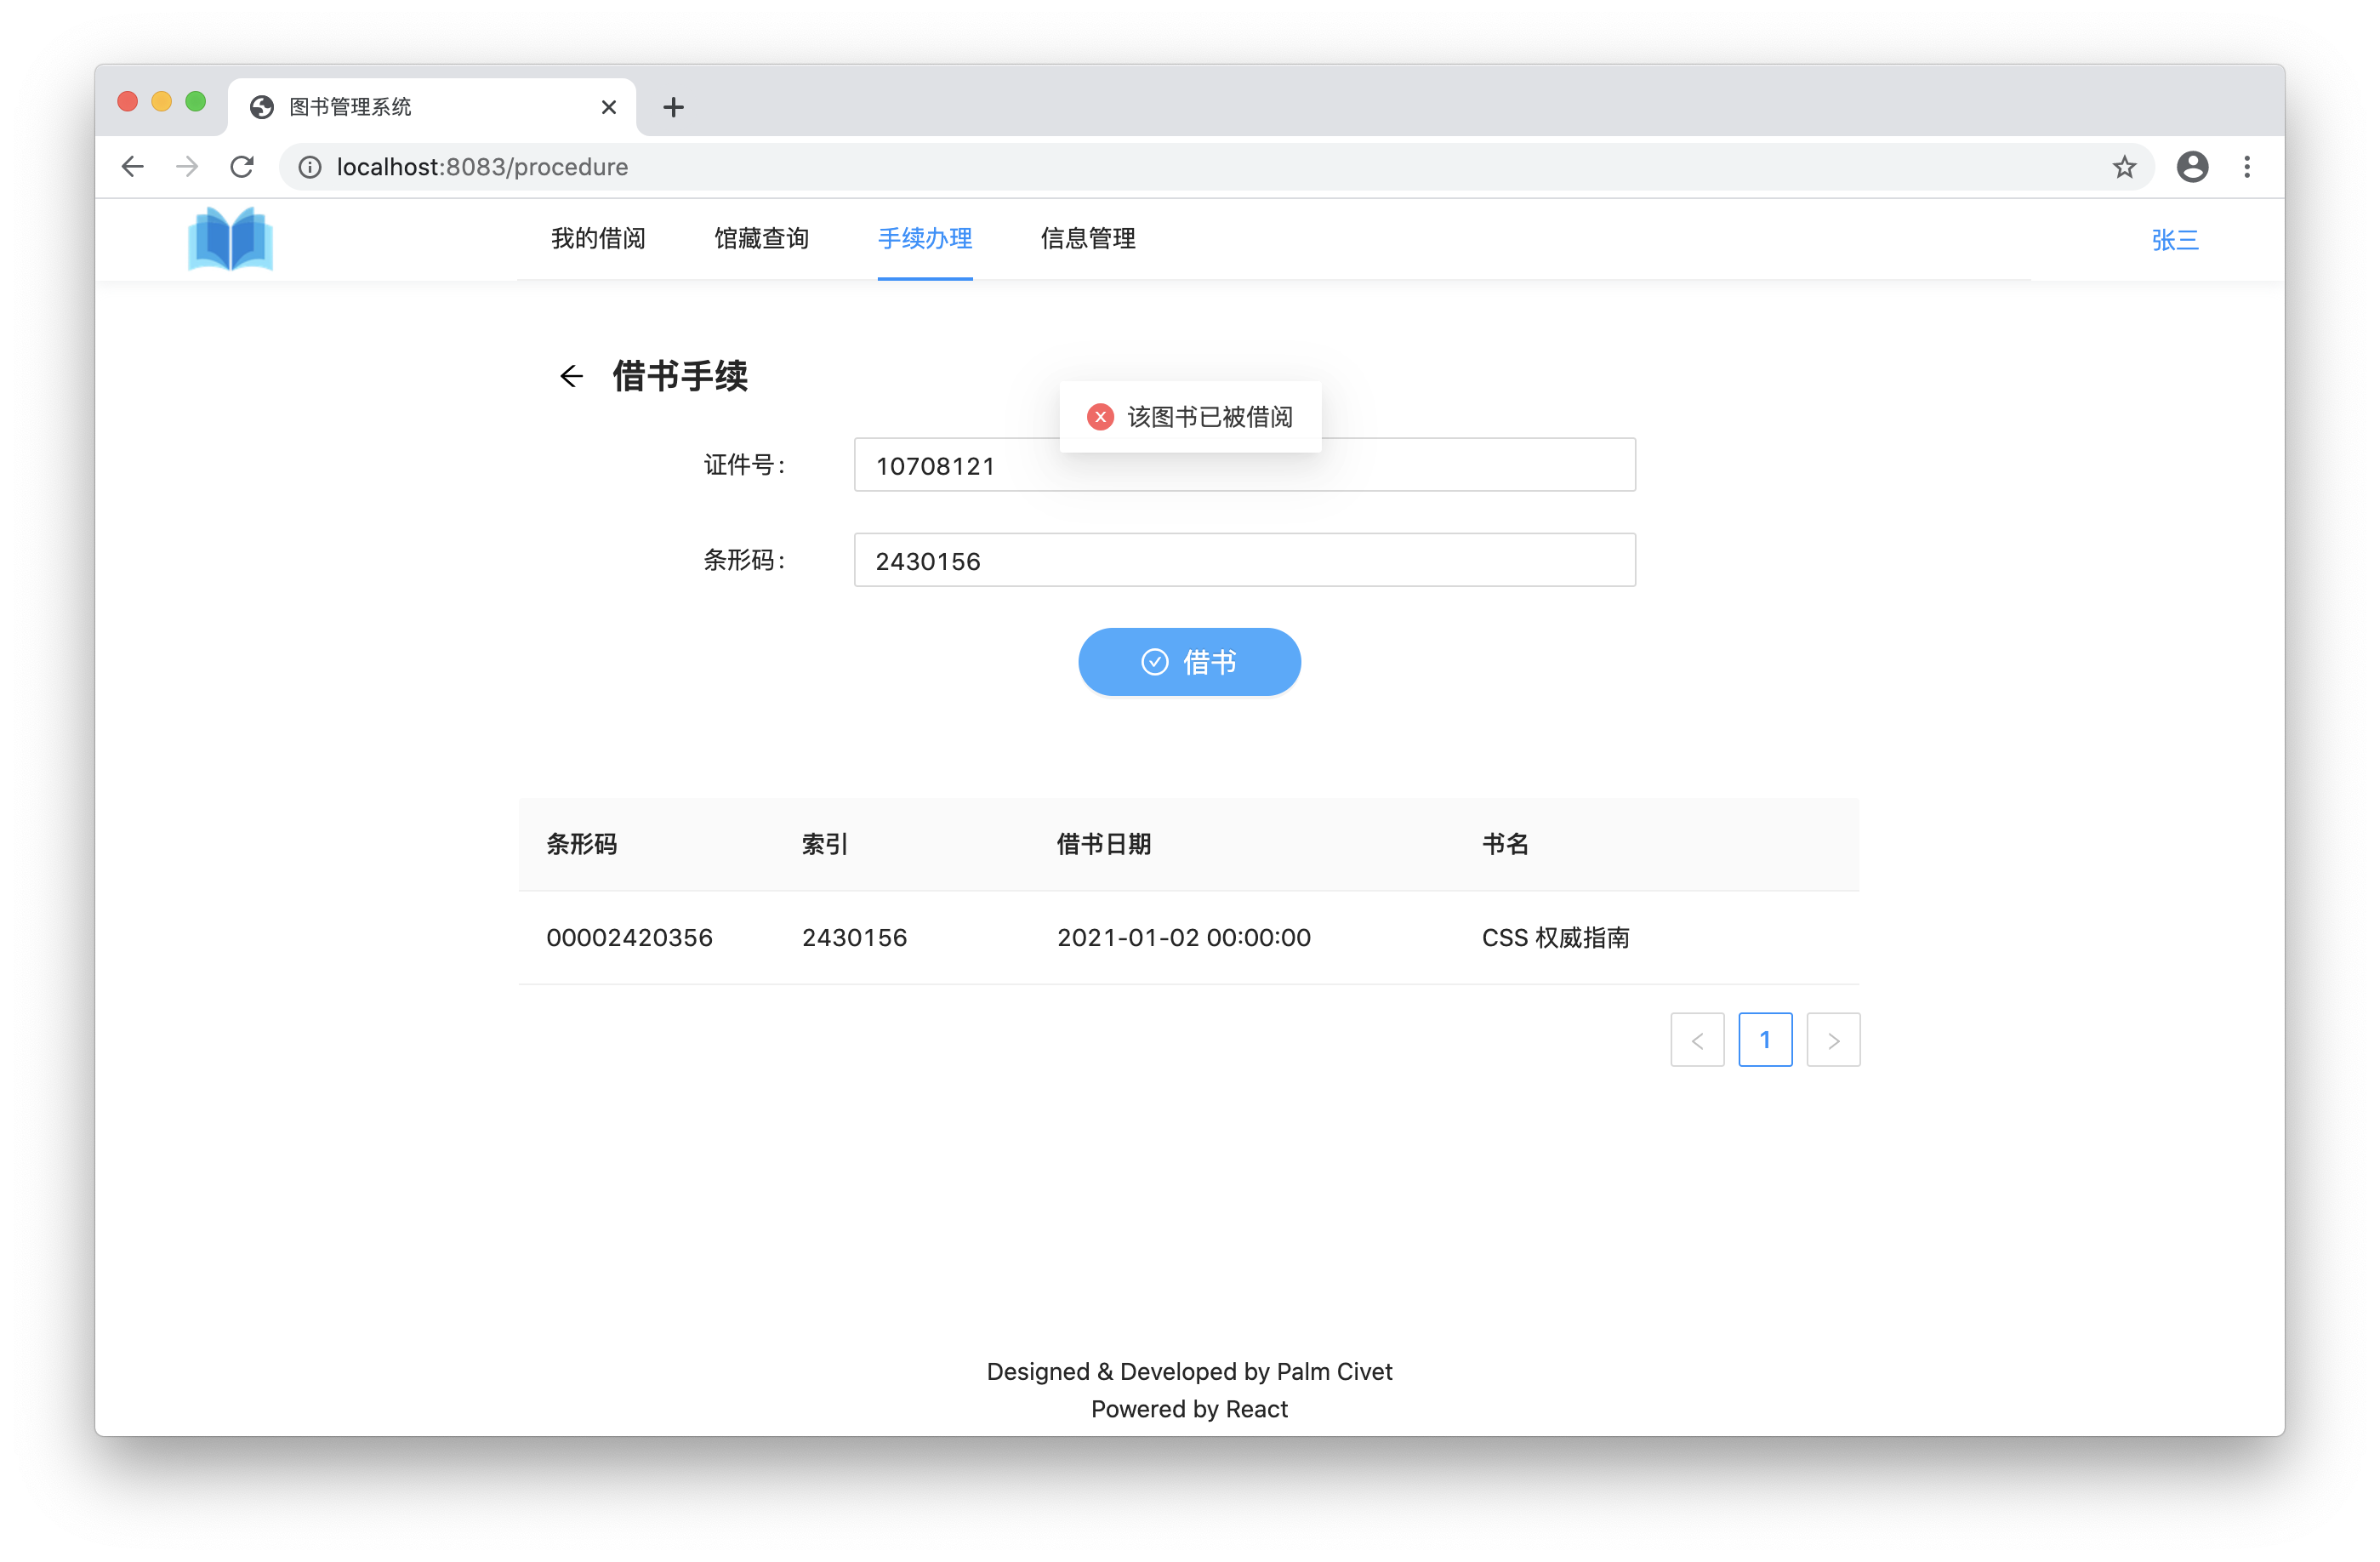 图书管理系统
localhost:8083/procedure
我的借阅 馆藏查询 手续办理 信息管理 张三
借书手续
该图书已被借阅
证件号: 10708121
条形码: 2430156
借书
条形码 索引 借书日期 书名
00002420356 2430156 2021-01-02 00:00:00 CSS 权威指南
1
Designed & Developed by Palm Civet
Powered by React